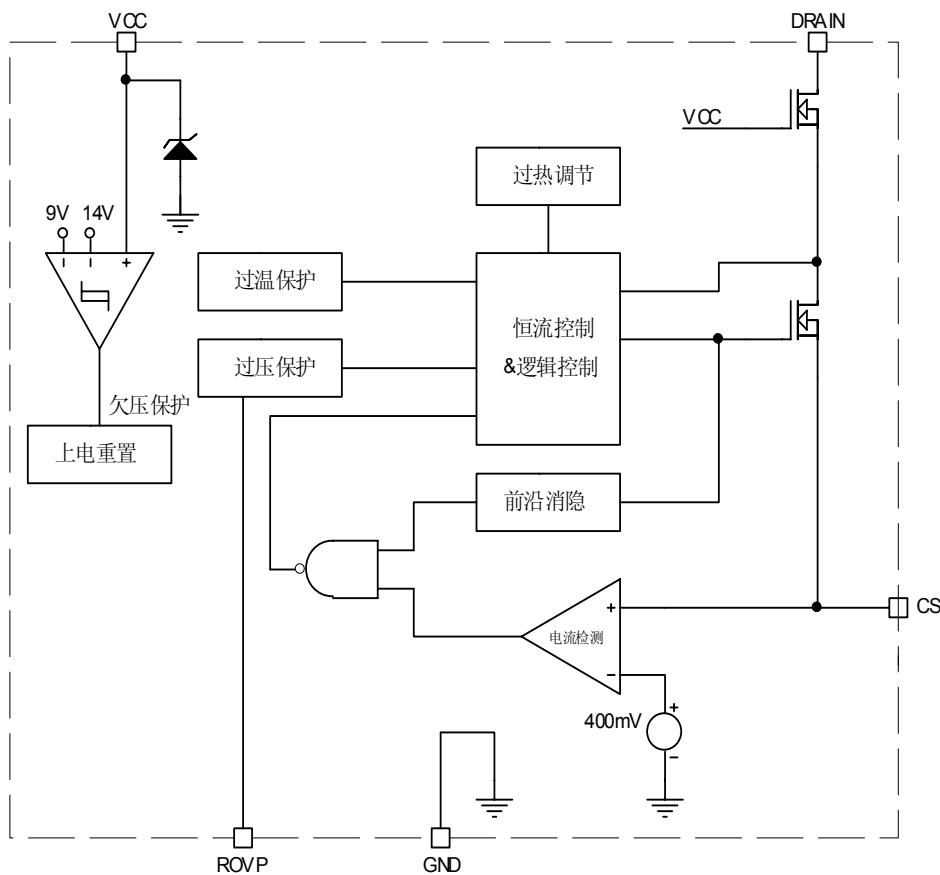 VCC
DRAIN
VCC
过热调节
9V 14V
- - +
过温保护
恒流控制
&逻辑控制
过压保护
欠压保护
上电重置
前沿消隐
+
电流检测
-
CS
400mV
+
-
ROVP
GND